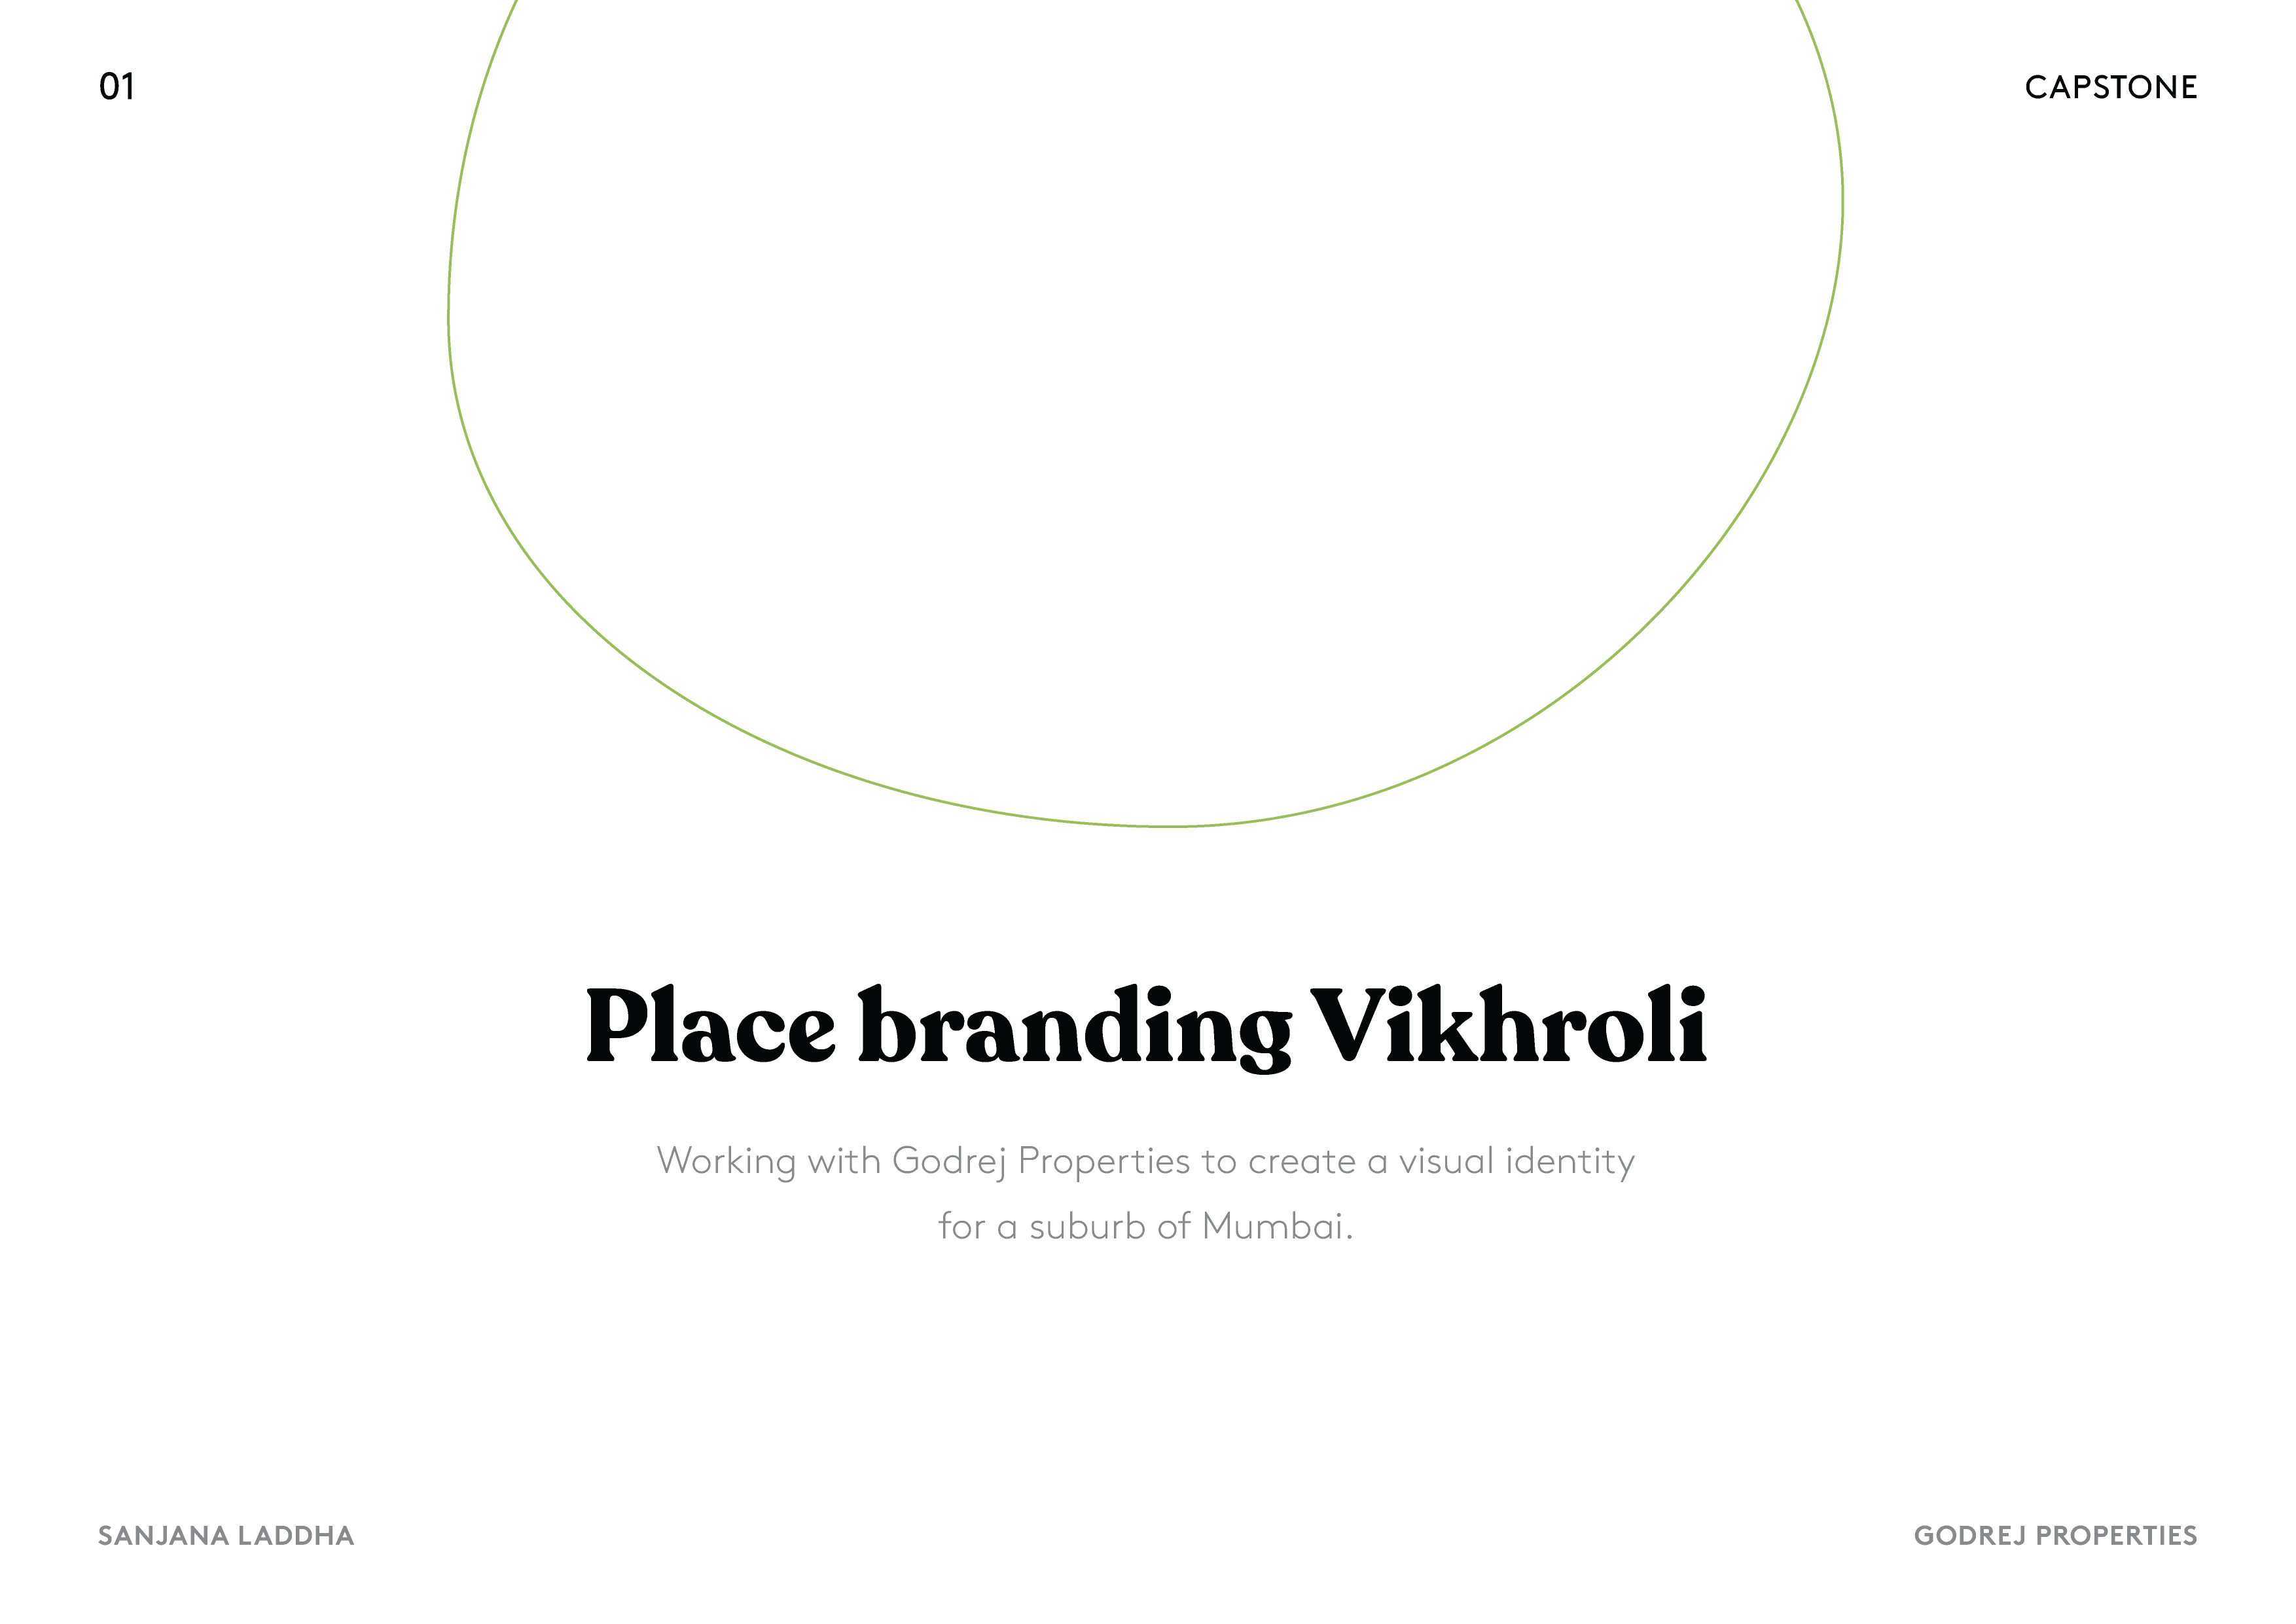 01
CAPSTONE
Place branding Vikhroli
Working with Godrej Properties to create a visual identity
for a suburb of Mumbai.
SANJANA LADDHA
GODREJ PROPERTIES